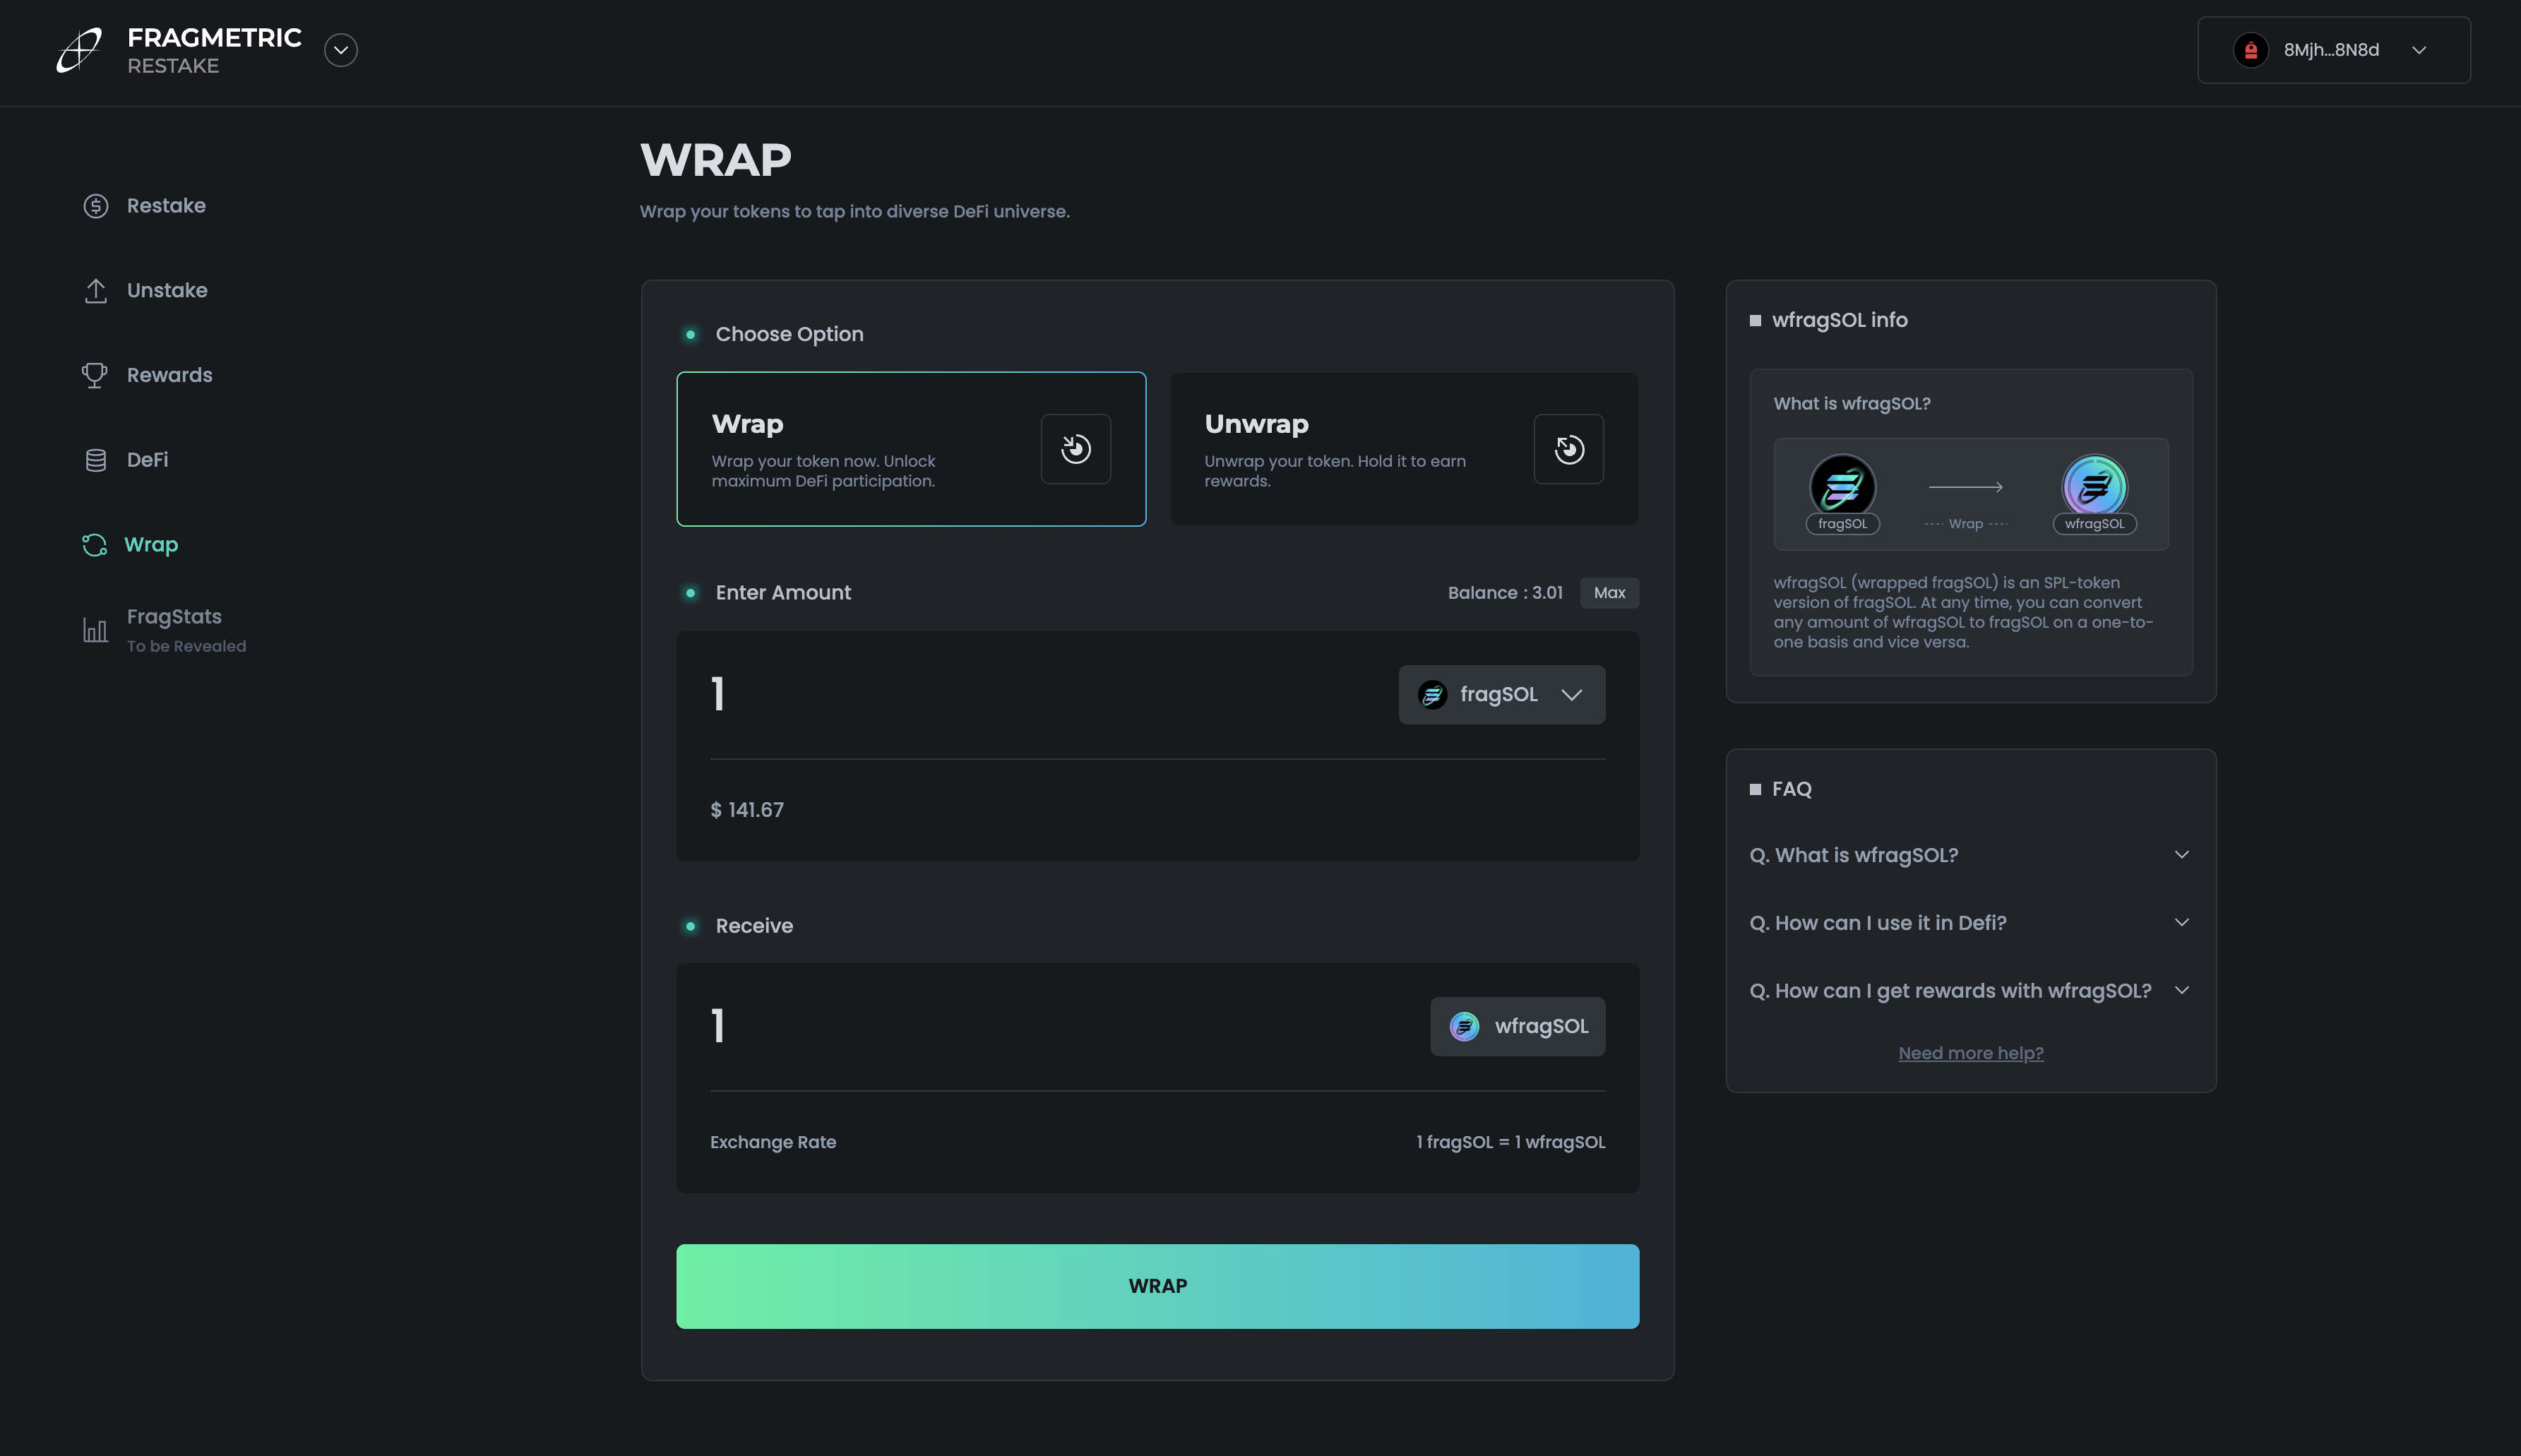 FRAGMETRIC
RESTAKE
8Mjh...8N8d
Restake
Unstake
Rewards
DeFi
Wrap
FragStats
To be Revealed
WRAP
Wrap your tokens to tap into diverse DeFi universe.
Choose Option
Wrap
Wrap your token now. Unlock
maximum DeFi participation.
Unwrap
Unwrap your token. Hold it to earn
rewards.
Enter Amount
Balance : 3.01
Max
1
fragSOL
$ 141.67
Receive
1
wfragSOL
Exchange Rate
1 fragSOL = 1 wfragSOL
WRAP
wfragSOL info
What is wfragSOL?
fragSOL
Wrap
wfragSOL
wfragSOL (wrapped fragSOL) is an SPL-token
version of fragSOL. At any time, you can convert
any amount of wfragSOL to fragSOL on a one-to-
one basis and vice versa.
FAQ
Q. What is wfragSOL?
Q. How can I use it in Defi?
Q. How can I get rewards with wfragSOL?
Need more help?